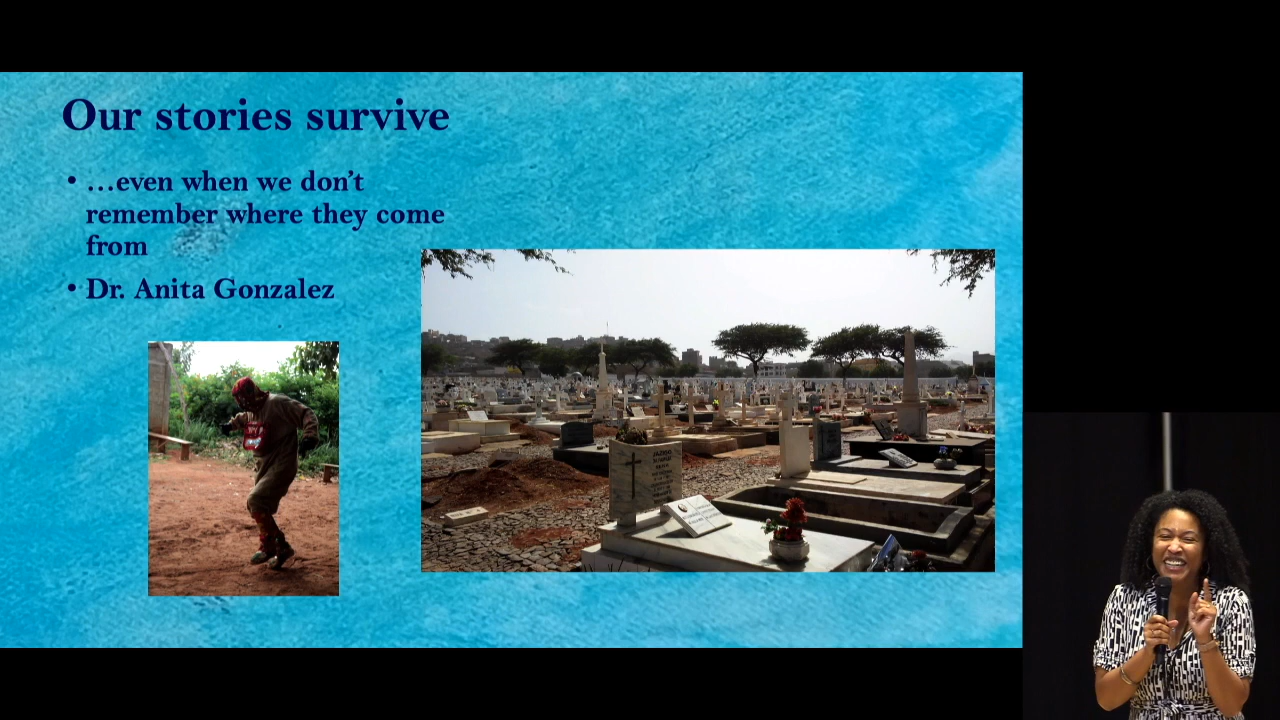 Our stories survive
• …even when we don’t
remember where they come
from
• Dr. Anita Gonzalez